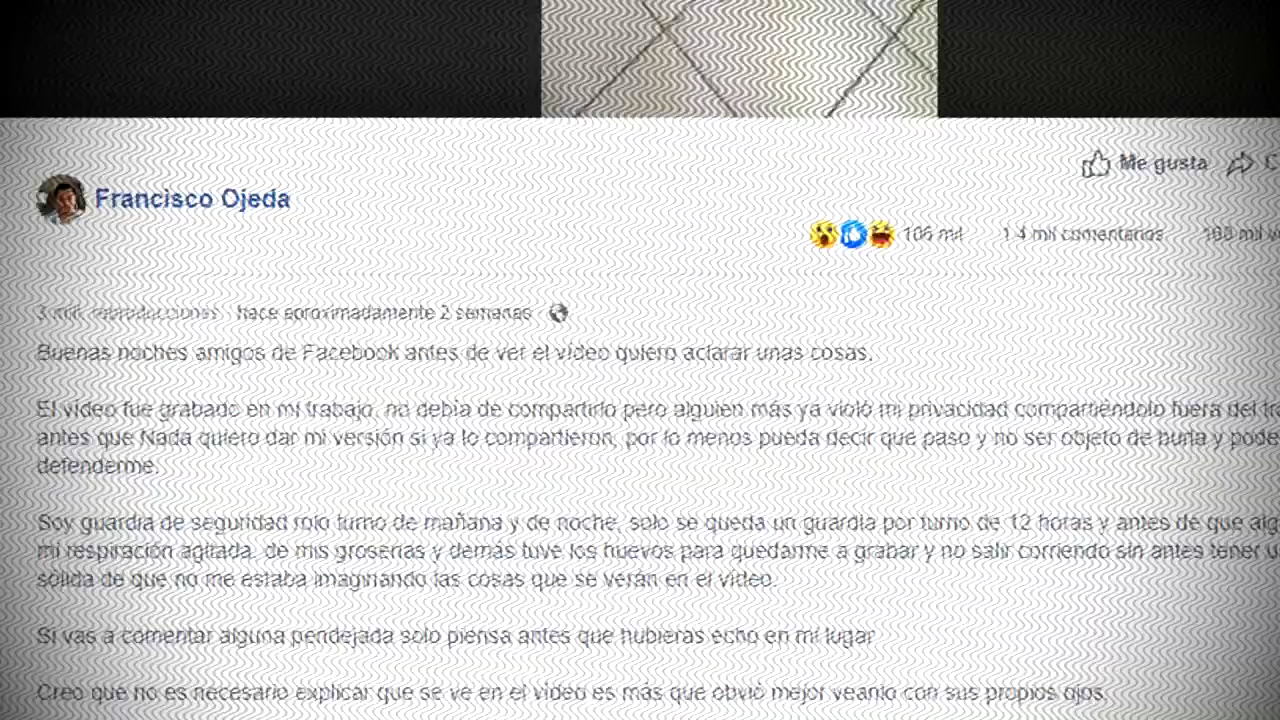 Me gusta
Francisco Ojeda
106 mil 1.4 mil comentarios
hace aproximadamente 2 semanas
Buenas noches amigos de Facebook antes de ver el vídeo quiero aclarar unas cosas.
El vídeo fue grabado en mi trabajo, no debía de compartirlo pero alguien más ya violó mi privacidad compartiéndolo fuera del
antes que Nada quiero dar mi versión si ya lo compartieron, por lo menos pueda decir que paso y no ser objeto de burla y
defenderme.
Soy guardia de seguridad rolo turno de mañana y de noche, solo se queda un guardia por turno de 12 horas y antes de que
mi respiración agitada, de mis groserías y demás tuve los huevos para quedarme a grabar y no salir corriendo sin antes tener
sólida de que no me estaba imaginando las cosas que se verán en el vídeo.
Si vas a comentar alguna pendejada solo piensa antes que hubieras echo en mi lugar
Creo que no es necesario explicar que se ve en el vídeo es más que obvió mejor veanlo con sus propios ojos.